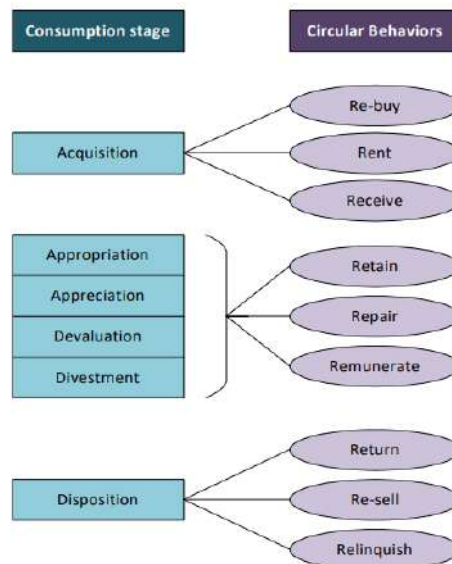 Consumption stage
Circular Behaviors
Acquisition
Re-buy
Rent
Receive
Appropriation
Appreciation
Devaluation
Divestment
Retain
Repair
Remunerate
Disposition
Return
Re-sell
Relinquish